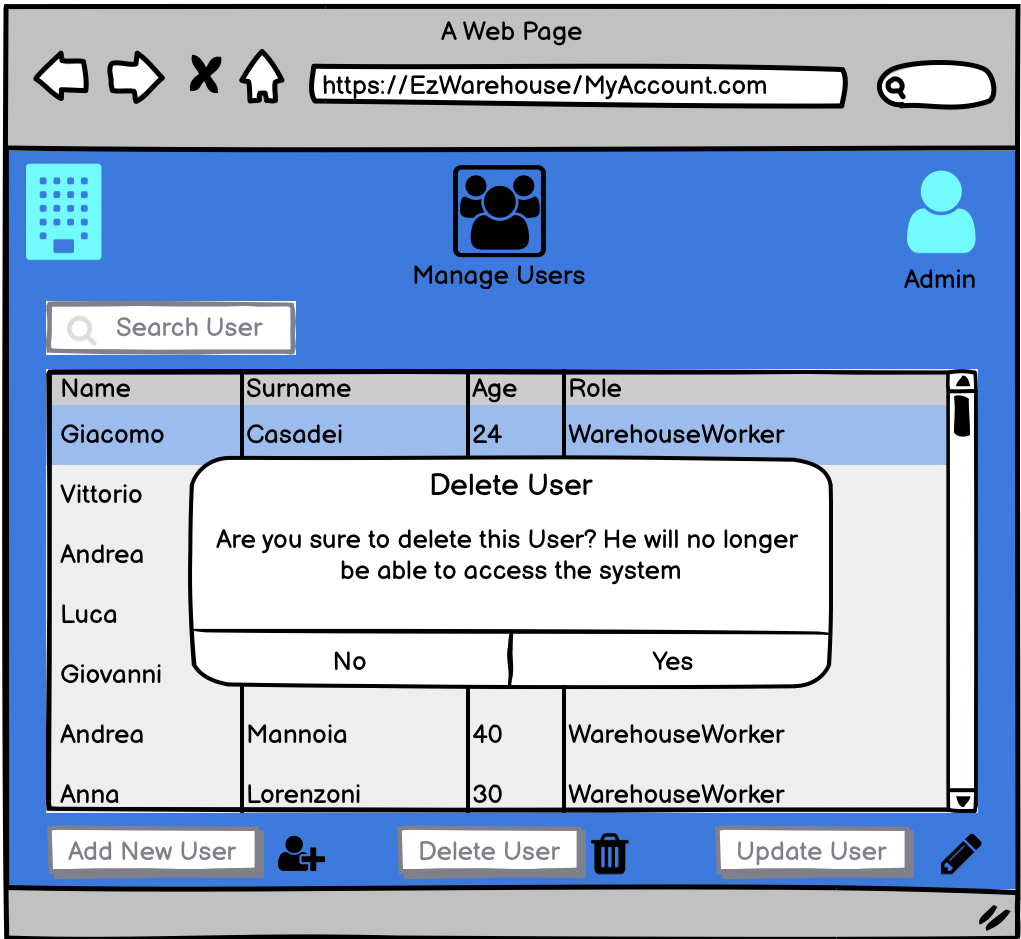 A Web Page
https://EzWarehouse/MyAccount.com
Manage Users
Admin
Search User
Name Surname Age Role
Giacomo Casadei 24 WarehouseWorker
Vittorio
Andrea
Luca
Giovanni
Delete User
Are you sure to delete this User? He will no longer
be able to access the system
No Yes
Andrea Mannoia 40 WarehouseWorker
Anna Lorenzoni 30 WarehouseWorker
Add New User Delete User Update User